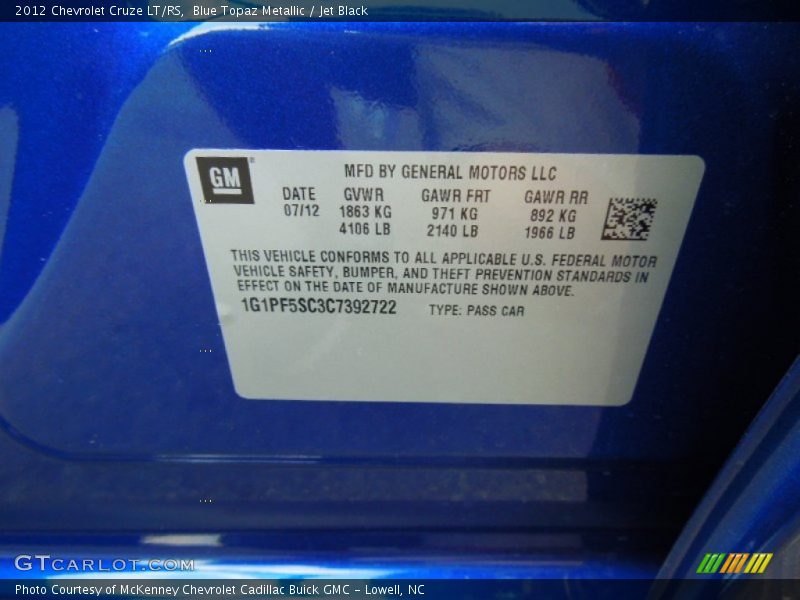 2012 Chevrolet Cruze LT/RS, Blue Topaz Metallic / Jet Black
GM
MFD BY GENERAL MOTORS LLC
DATE GVWR GAWR FRT GAWR RR
07/12 1863 KG 971 KG 892 KG
4106 LB 2140 LB 1966 LB
THIS VEHICLE CONFORMS TO ALL APPLICABLE U.S. FEDERAL MOTOR
VEHICLE SAFETY, BUMPER, AND THEFT PREVENTION STANDARDS IN
EFFECT ON THE DATE OF MANUFACTURE SHOWN ABOVE.
1G1PF5SC3C7392722 TYPE: PASS CAR
GTCARLOT.COM
Photo Courtesy of McKenney Chevrolet Cadillac Buick GMC - Lowell, NC